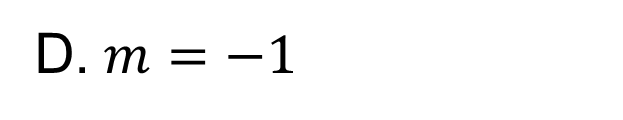 D. m = −1